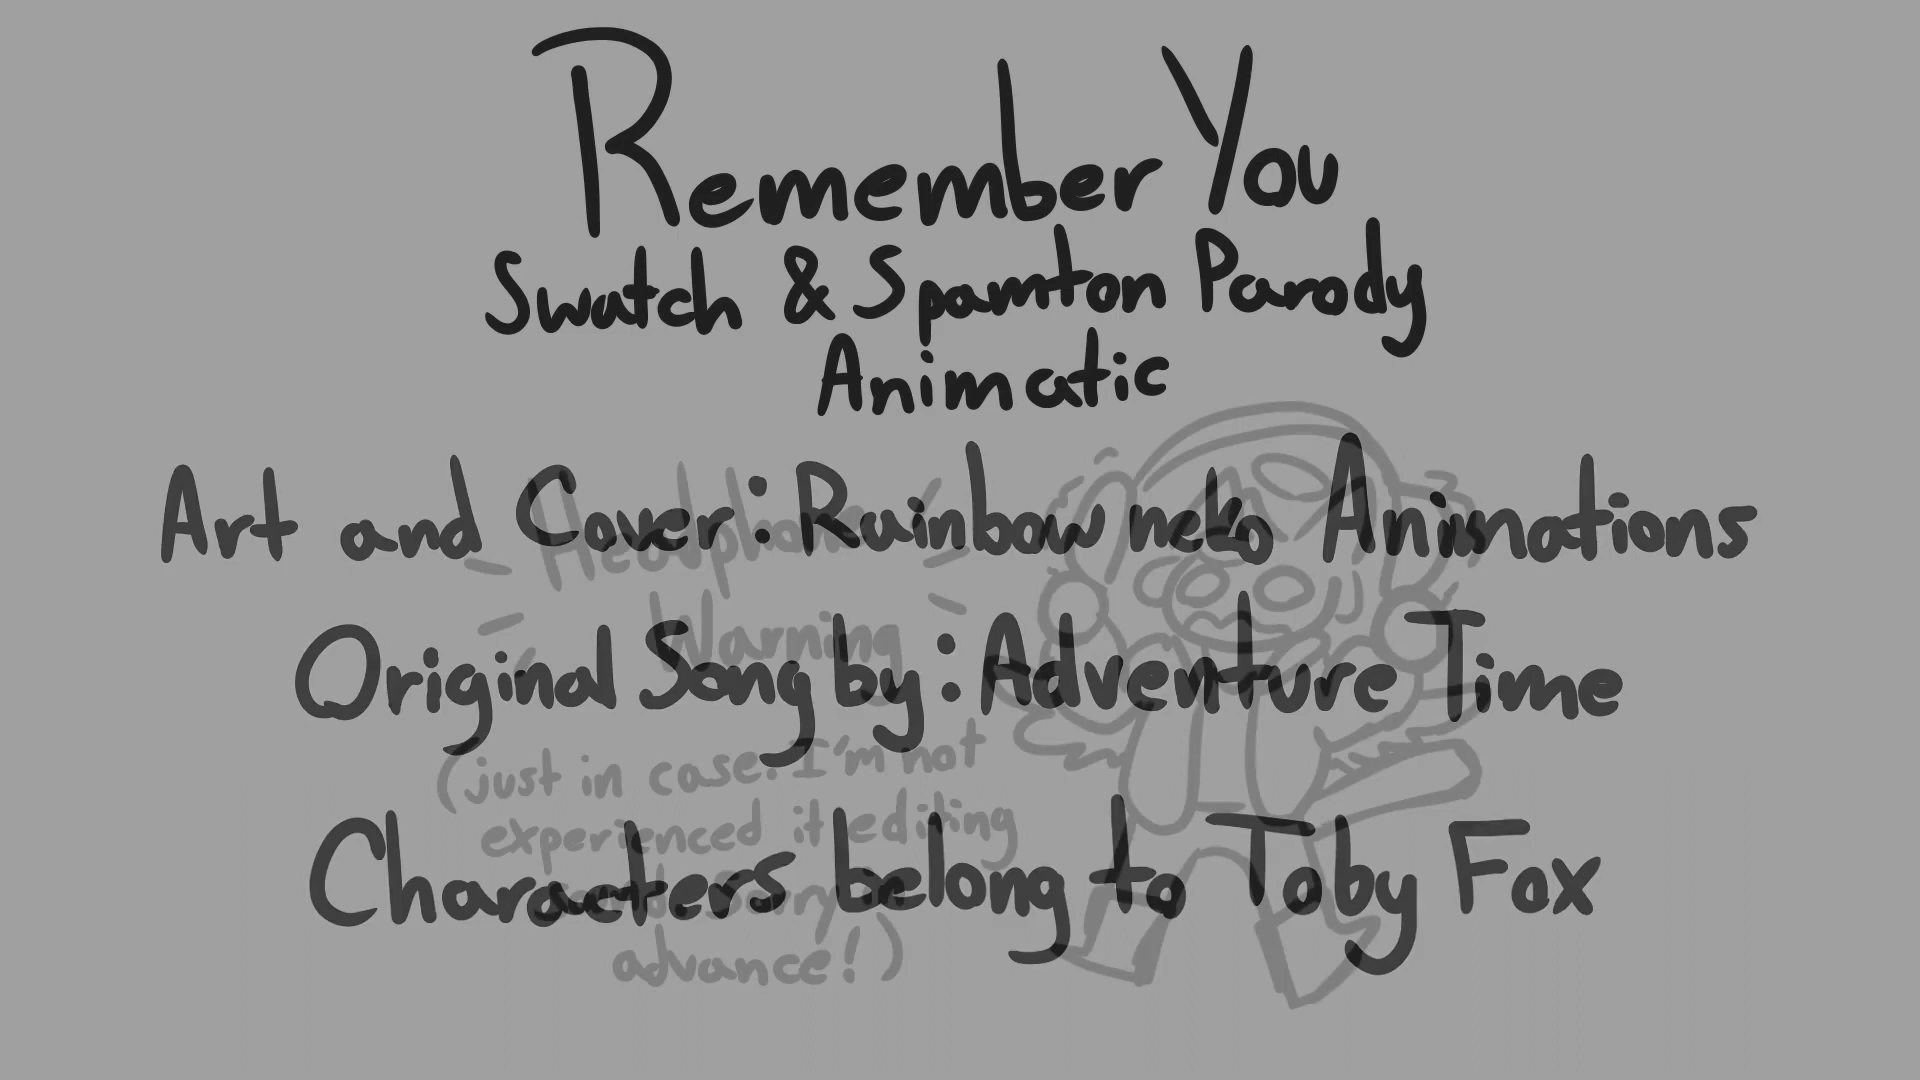 Remember You
Swatch & Spamton Parody
Animatic
Art and Cover: Rainbow neko Animations
Original Song by: Adventure Time
Characters belong to Toby Fox
Headphone
Warning
(just in case. I'm not
experienced it editing
Sorry
advance!)